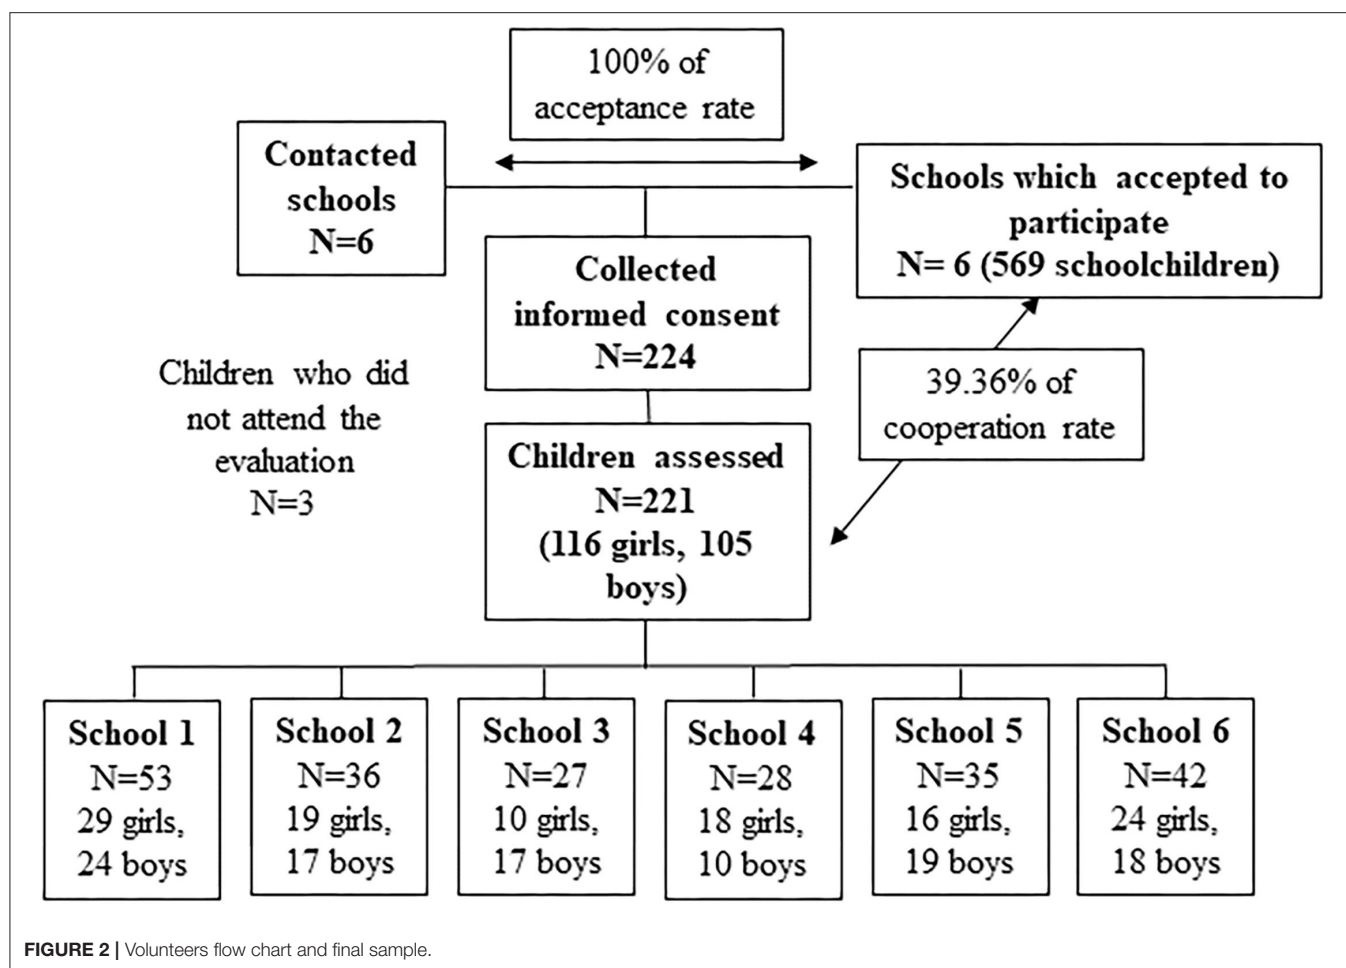 100% of
acceptance rate
Contacted
schools
N=6
Schools which accepted to
participate
N= 6 (569 schoolchildren)
Collected
informed consent
N=224
Children who did
not attend the
evaluation
N=3
39.36% of
cooperation rate
Children assessed
N=221
(116 girls, 105
boys)
School 1
N=53
29 girls,
24 boys
School 2
N=36
19 girls,
17 boys
School 3
N=27
10 girls,
17 boys
School 4
N=28
18 girls,
10 boys
School 5
N=35
16 girls,
19 boys
School 6
N=42
24 girls,
18 boys
FIGURE 2 | Volunteers flow chart and final sample.